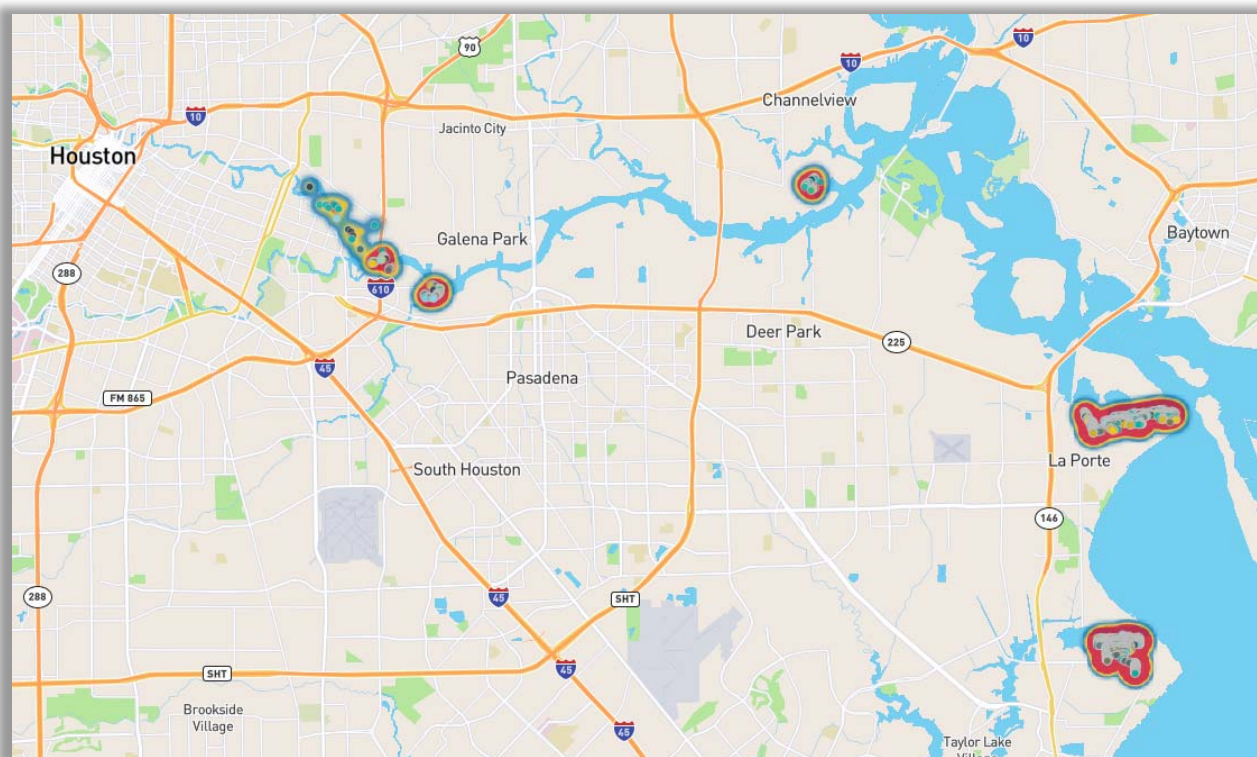 90
10
10
Channelview
10
Jacinto City
Houston
Baytown
Galena Park
288
610
Deer Park
225
45
Pasadena
FM 865
La Porte
South Houston
146
288
45
SHT
45
SHT
Brookside
Village
45
Taylor Lake